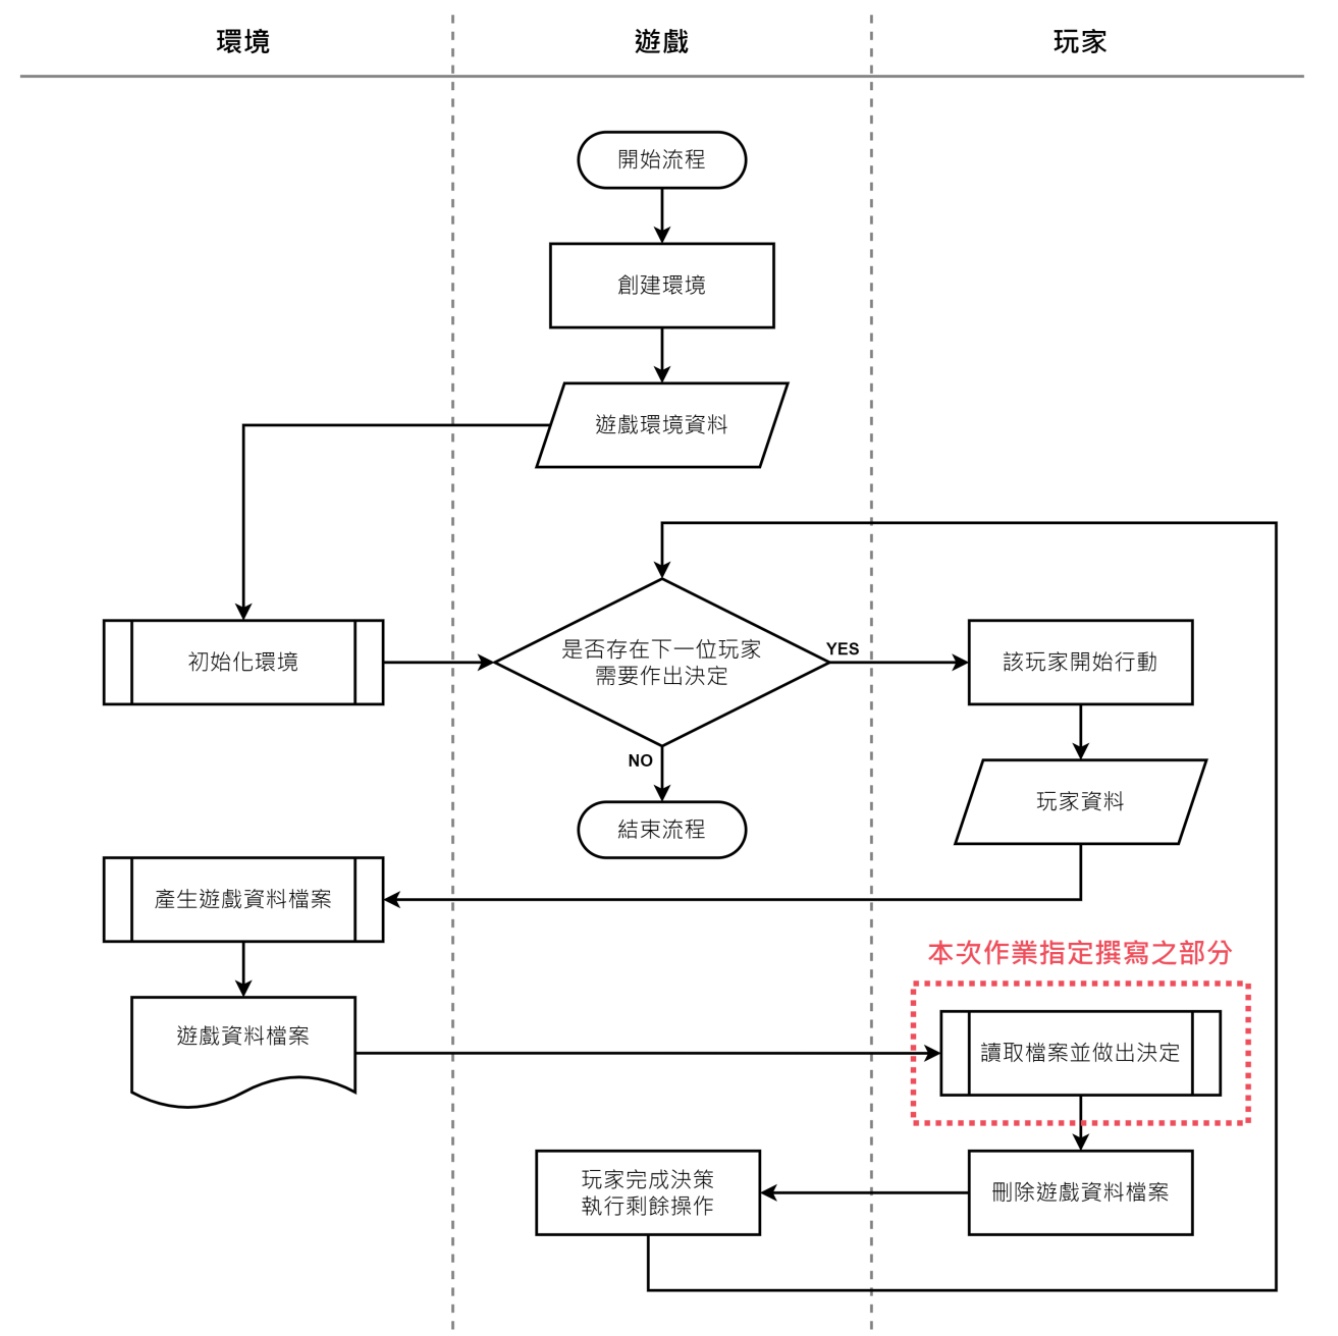 環境
遊戲
玩家
開始流程
創建環境
遊戲環境資料
初始化環境
是否存在下一位玩家
需要作出決定
YES
該玩家開始行動
NO
玩家資料
結束流程
產生遊戲資料檔案
本次作業指定撰寫之部分
遊戲資料檔案
讀取檔案並做出決定
玩家完成決策
執行剩餘操作
刪除遊戲資料檔案